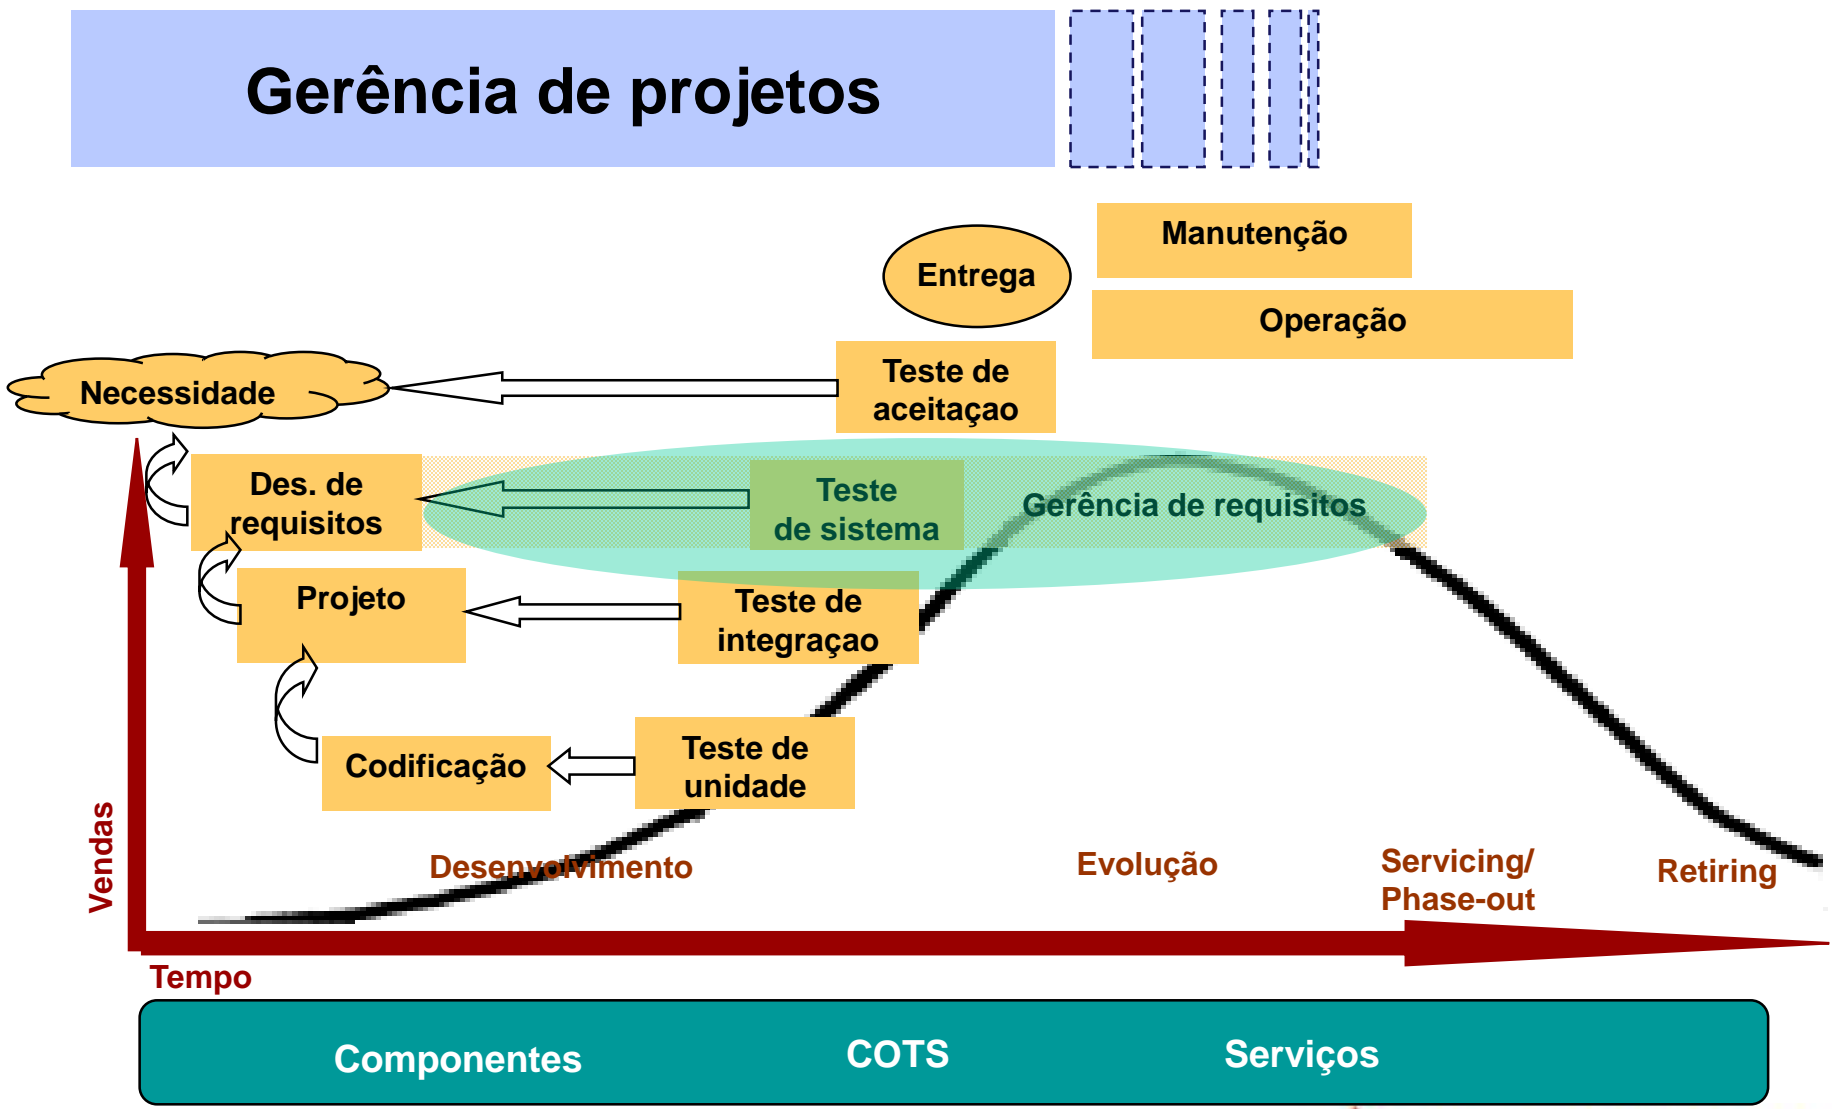 Gerência de projetos
Manutenção
Entrega
Operação
Teste de
aceitaçao
Necessidade
Des. de
requisitos
Teste
de sistema
Gerência de requisitos
Projeto
Teste de
integraçao
Codificação
Teste de
unidade
Vendas
Desenvolvimento
Evolução
Servicing/
Phase-out
Retiring
Tempo
Componentes
COTS
Serviços